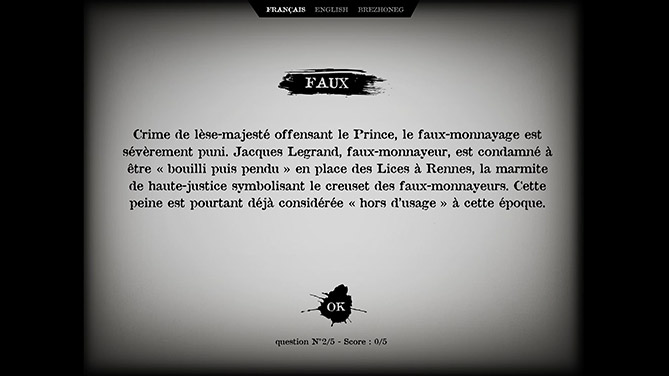 FRANÇAIS ENGLISH BREZHONEG
FAUX
Crime de lèse-majesté offensant le Prince, le faux-monnayage est
sévèrement puni. Jacques Legrand, faux-monnayeur, est condamné à
être « bouilli puis pendu » en place des Lices à Rennes, la marmite
de haute-justice symbolisant le creuset des faux-monnayeurs. Cette
peine est pourtant déjà considérée « hors d'usage » à cette époque.
OK
question N°2/5 - Score : 0/5